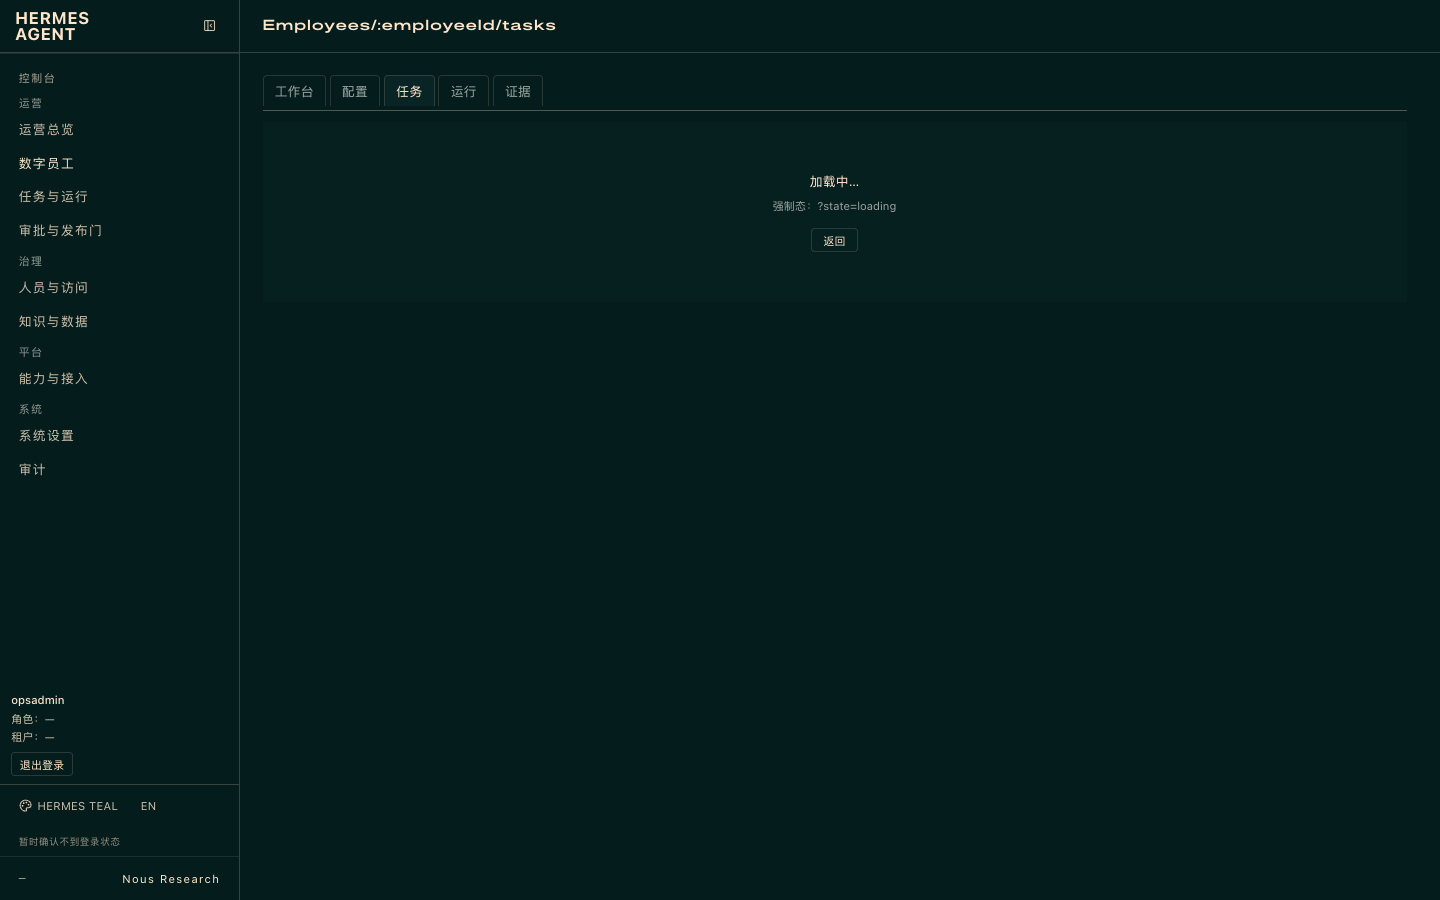 HERMES
AGENT
Employees/:employeeId/tasks
控制台
运营
运营总览
数字员工
任务与运行
审批与发布门
治理
人员与访问
知识与数据
平台
能力与接入
系统
系统设置
审计
工作台
配置
任务
运行
证据
加载中...
强制态：?state=loading
返回
opsadmin
角色：—
租户：—
退出登录
HERMES TEAL EN
暂时确认不到登录状态
— Nous Research